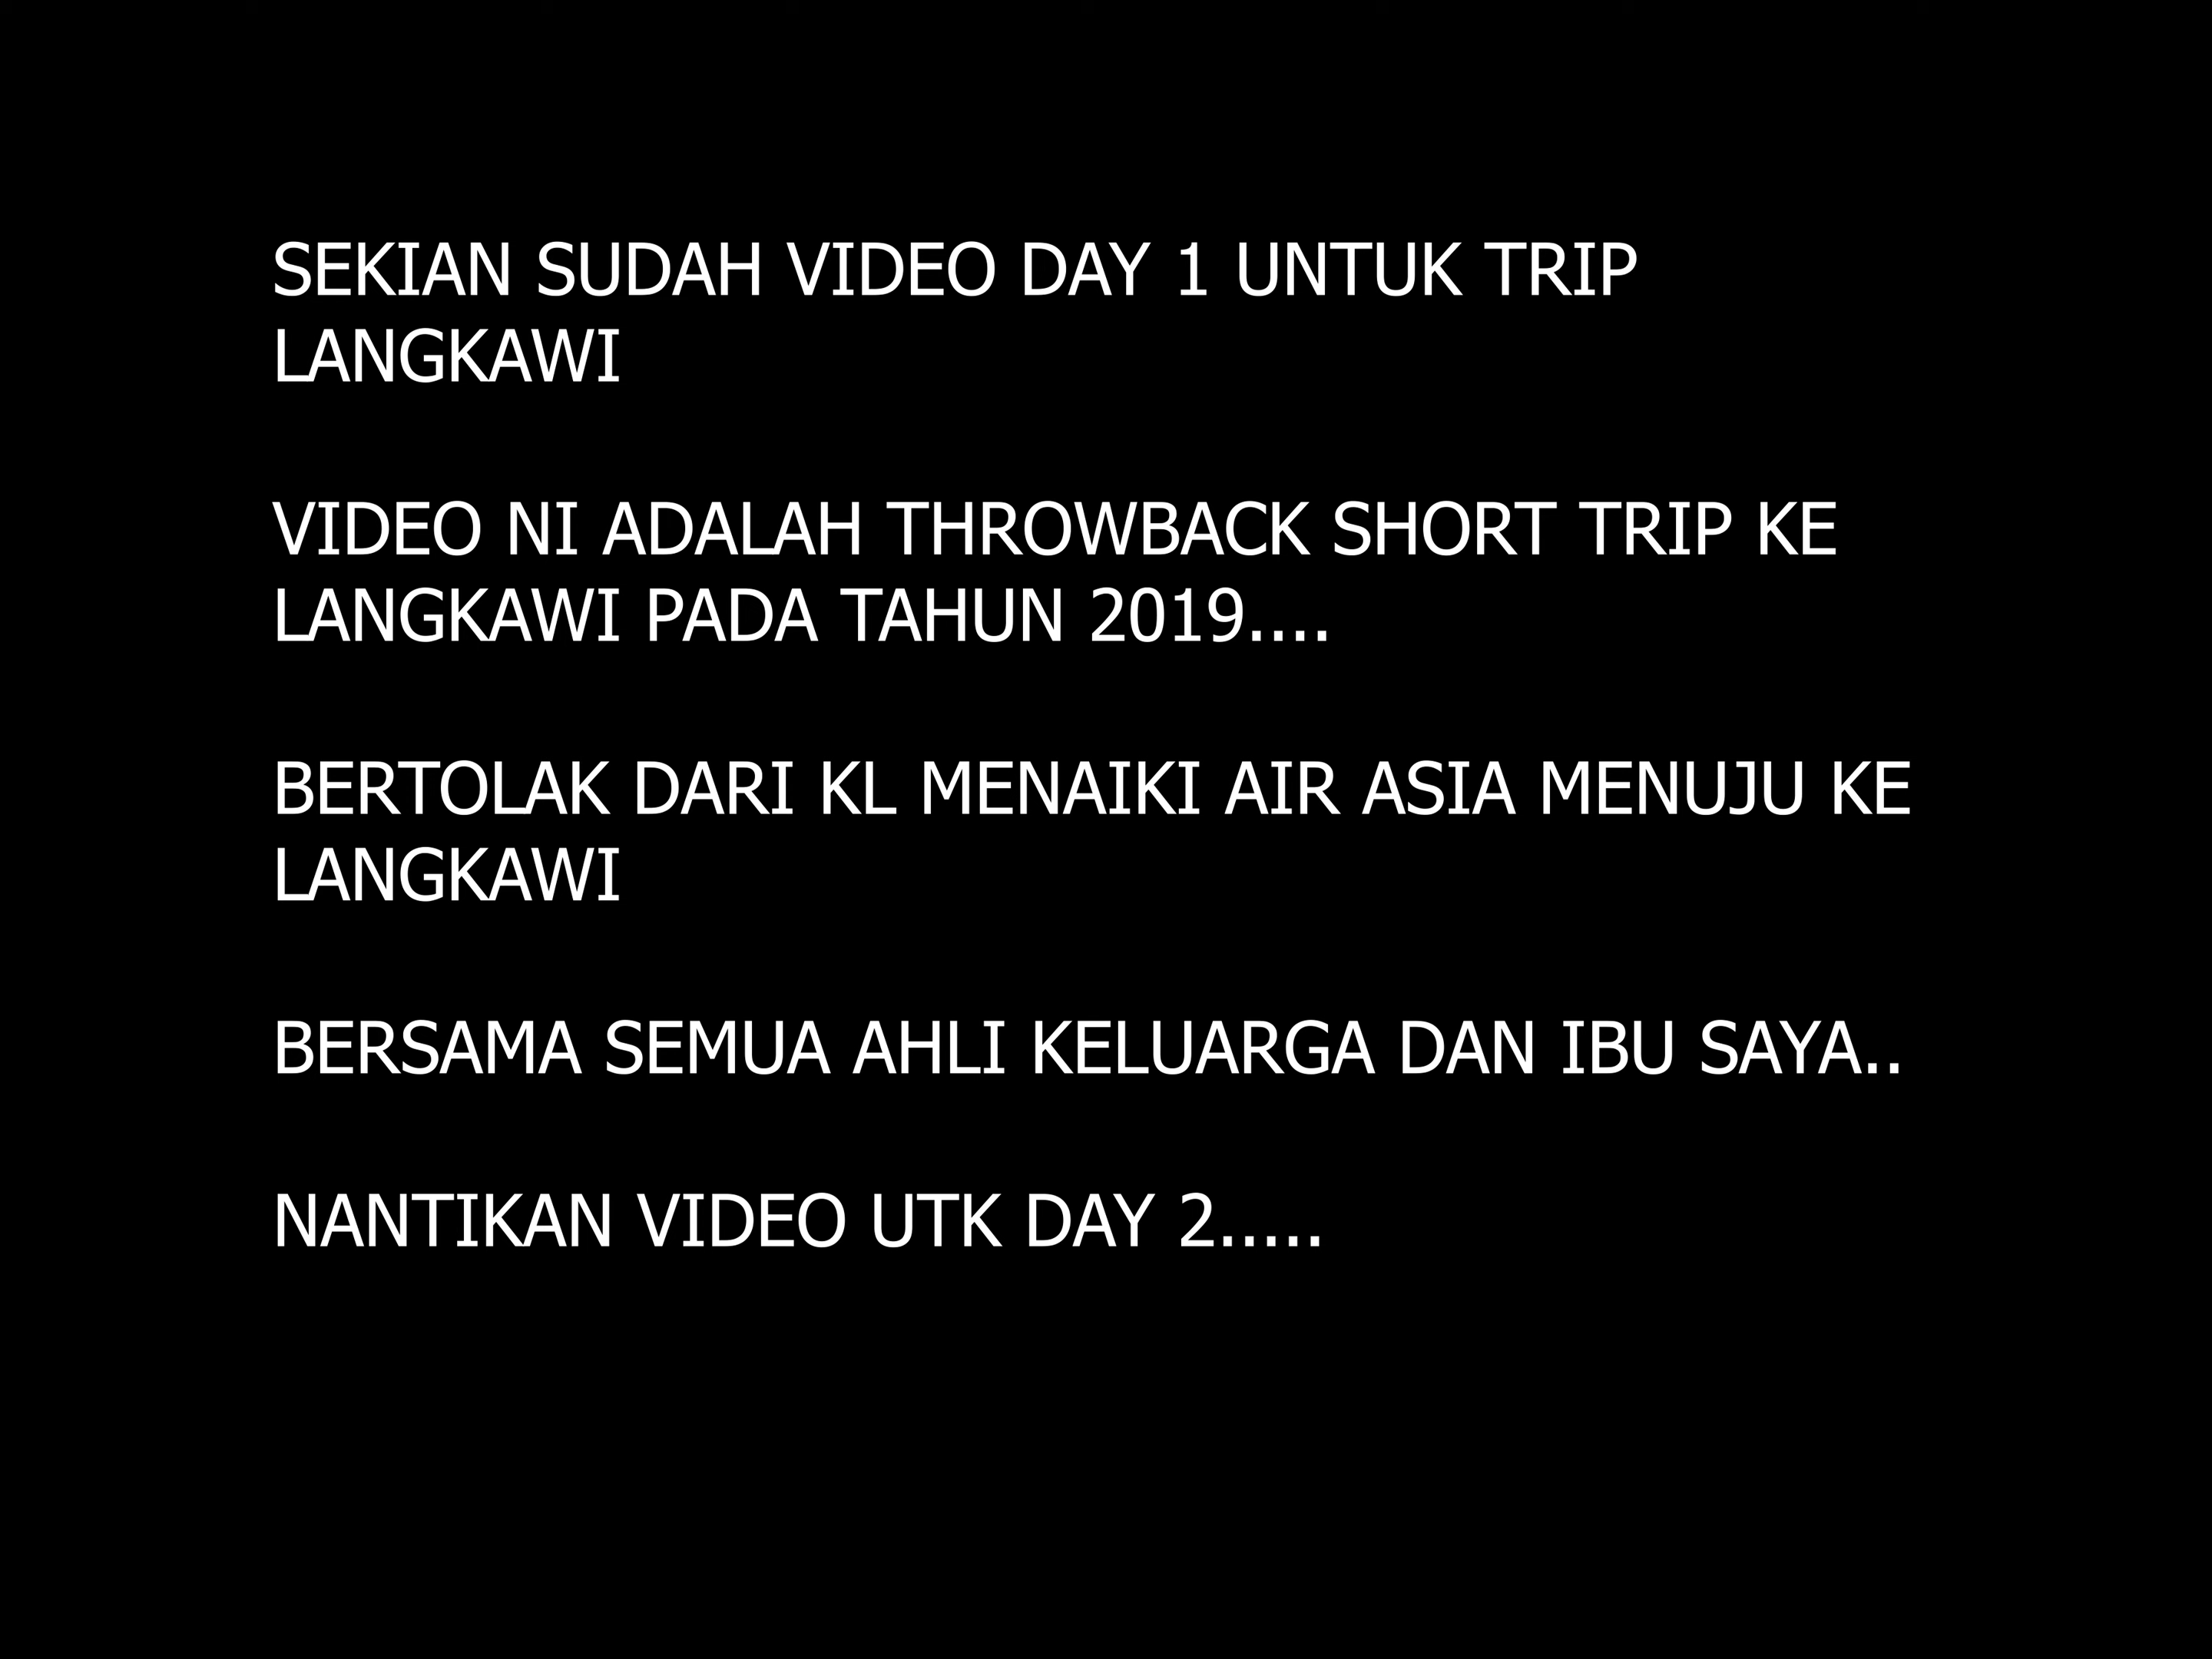 SEKIAN SUDAH VIDEO DAY 1 UNTUK TRIP
LANGKAWI
VIDEO NI ADALAH THROWBACK SHORT TRIP KE
LANGKAWI PADA TAHUN 2019....
BERTOLAK DARI KL MENAIKI AIR ASIA MENUJU KE
LANGKAWI
BERSAMA SEMUA AHLI KELUARGA DAN IBU SAYA..
NANTIKAN VIDEO UTK DAY 2.....